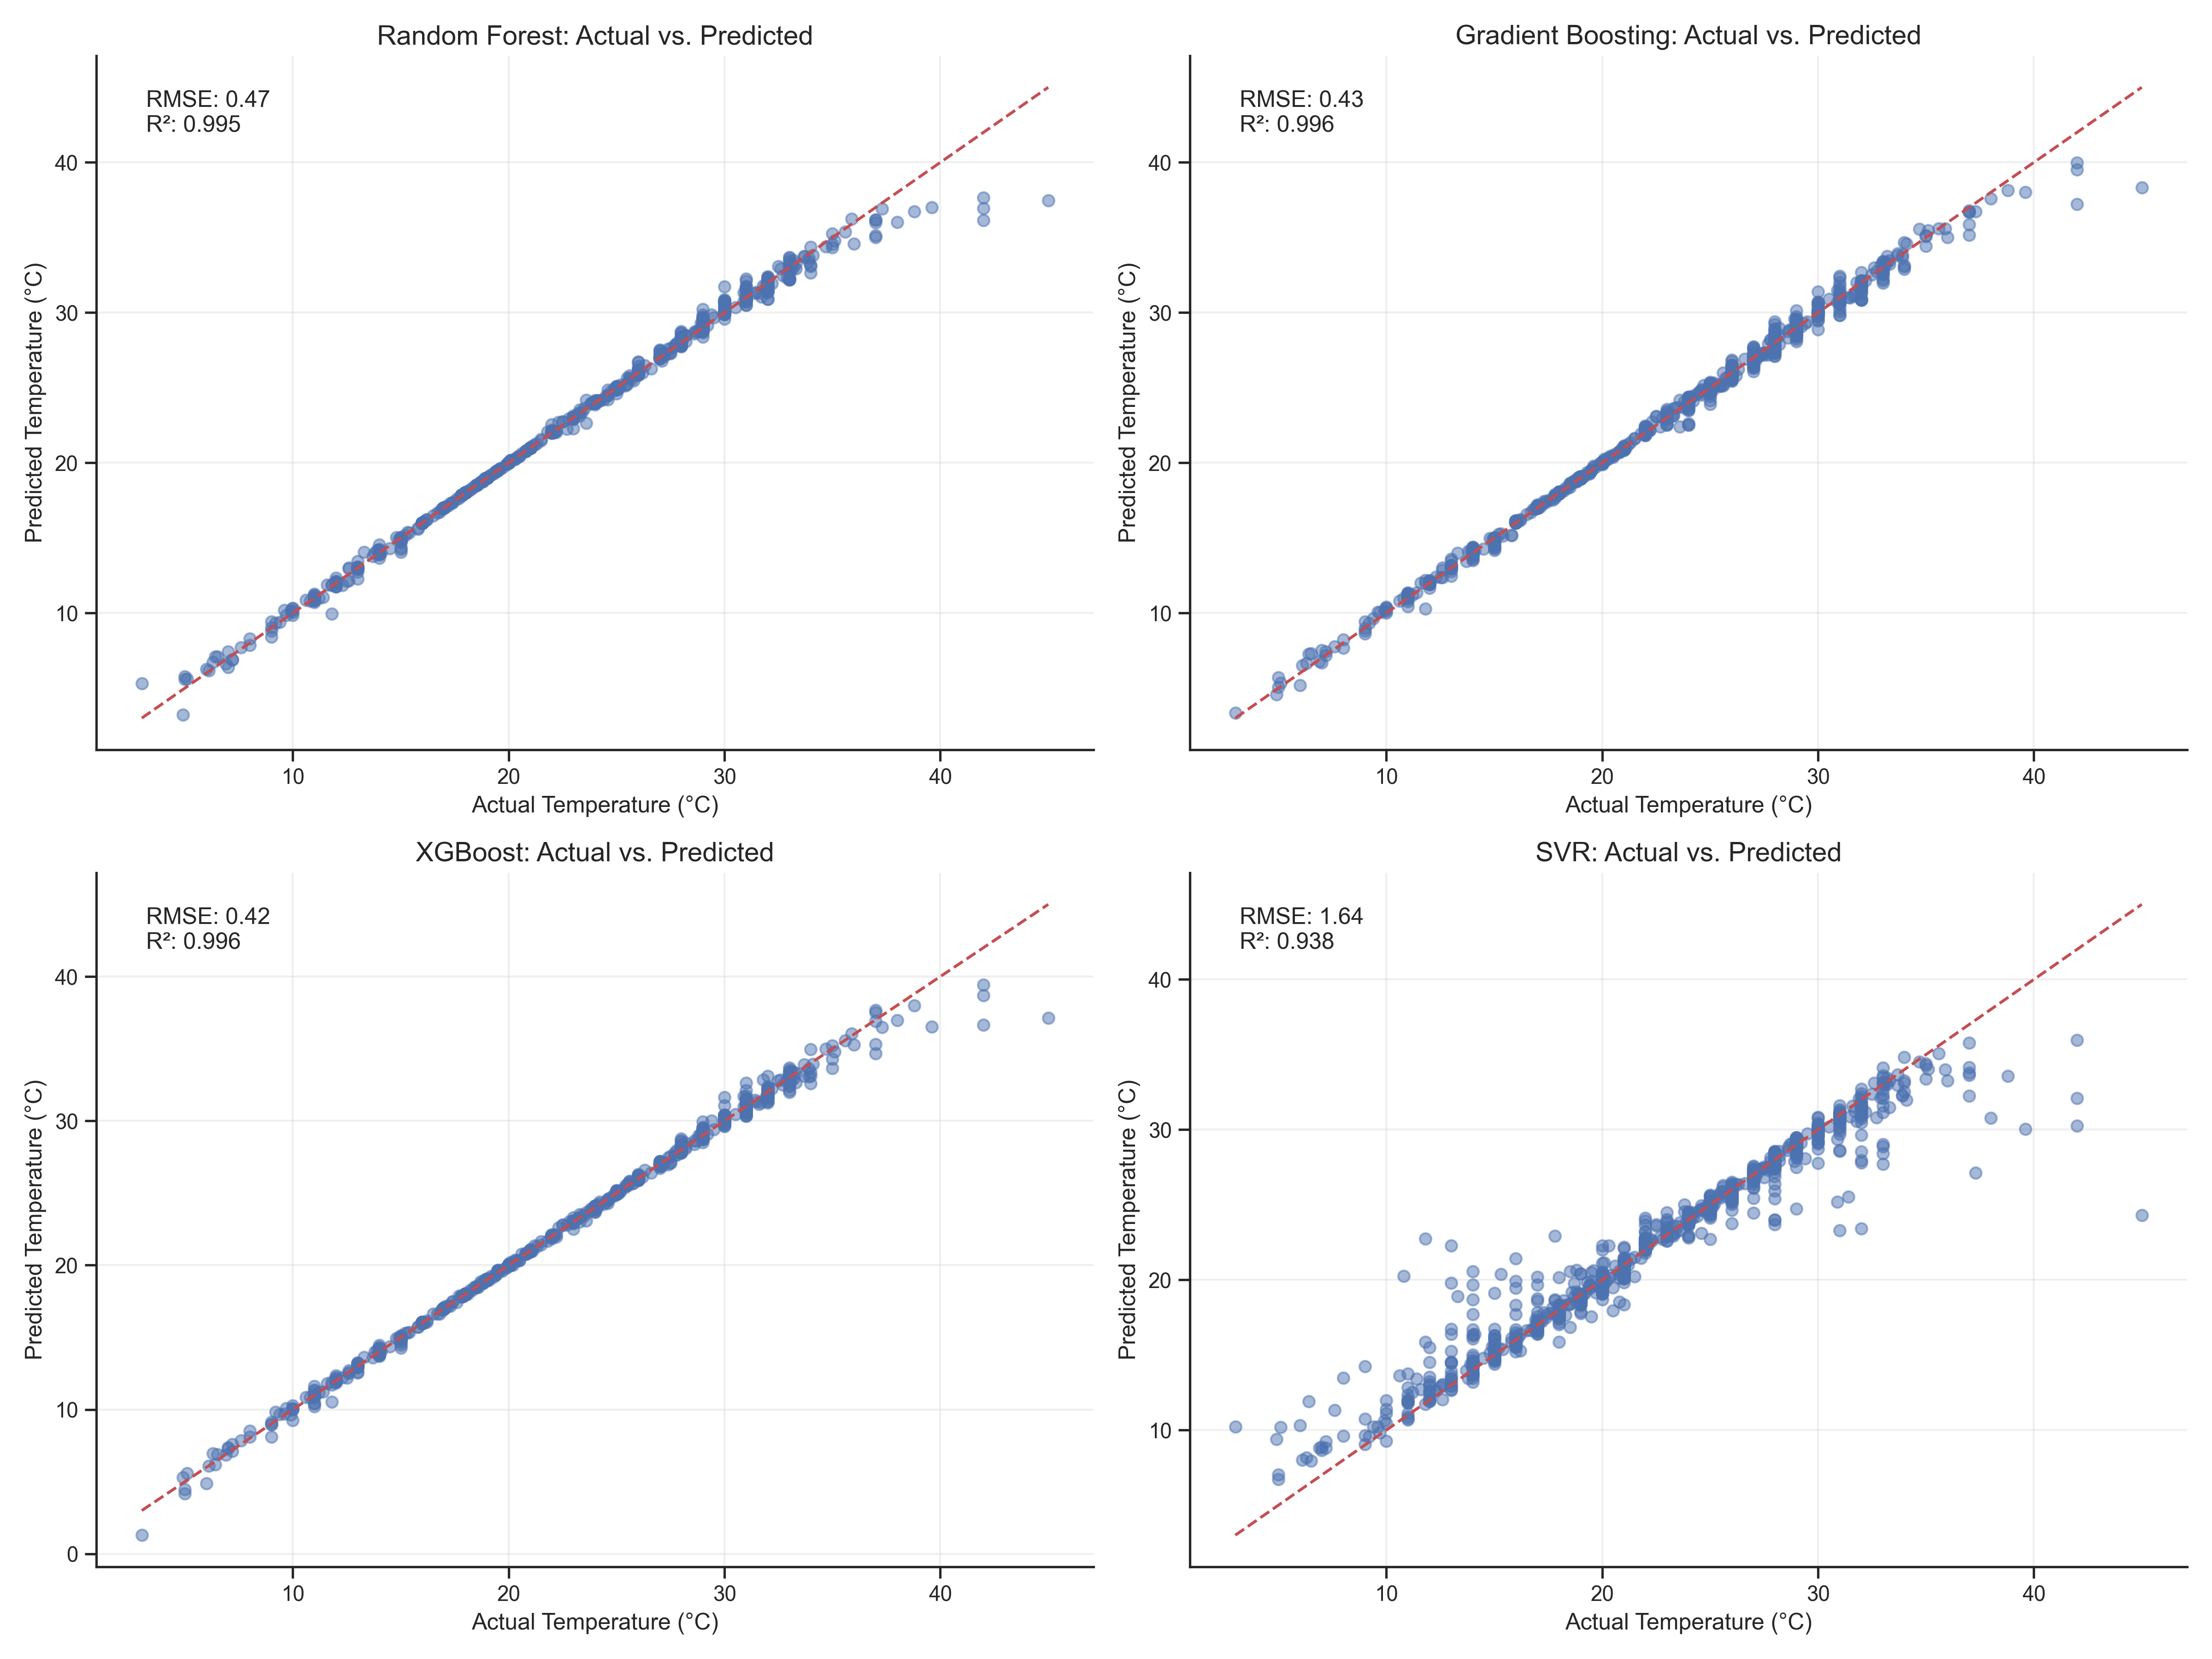 Random Forest: Actual vs. Predicted
RMSE: 0.47
R²: 0.995
40
30
20
10
Predicted Temperature (°C)
10 20 30 40
Actual Temperature (°C)
Gradient Boosting: Actual vs. Predicted
RMSE: 0.43
R²: 0.996
40
30
20
10
Predicted Temperature (°C)
10 20 30 40
Actual Temperature (°C)
XGBoost: Actual vs. Predicted
RMSE: 0.42
R²: 0.996
40
30
20
10
0
Predicted Temperature (°C)
10 20 30 40
Actual Temperature (°C)
SVR: Actual vs. Predicted
RMSE: 1.64
R²: 0.938
40
30
20
10
Predicted Temperature (°C)
10 20 30 40
Actual Temperature (°C)